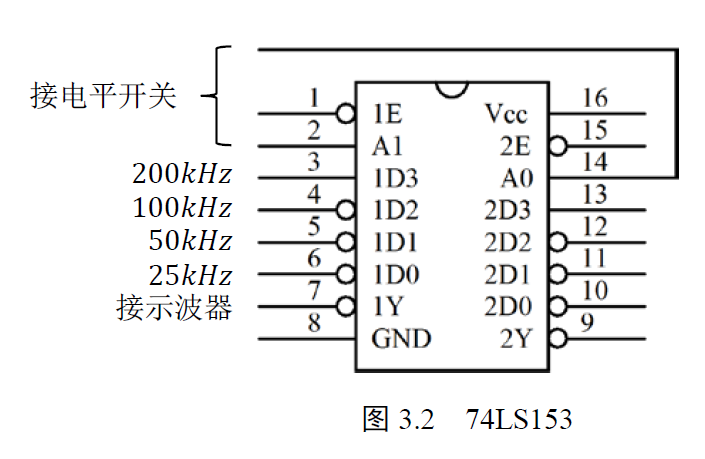 接电平开关
1 1E Vcc 16
2 A1 2E 15
200kHz 3 1D3 A0 14
100kHz 4 1D2 2D3 13
50kHz 5 1D1 2D2 12
25kHz 6 1D0 2D1 11
接示波器 7 1Y 2D0 10
8 GND 2Y 9
图 3.2 74LS153